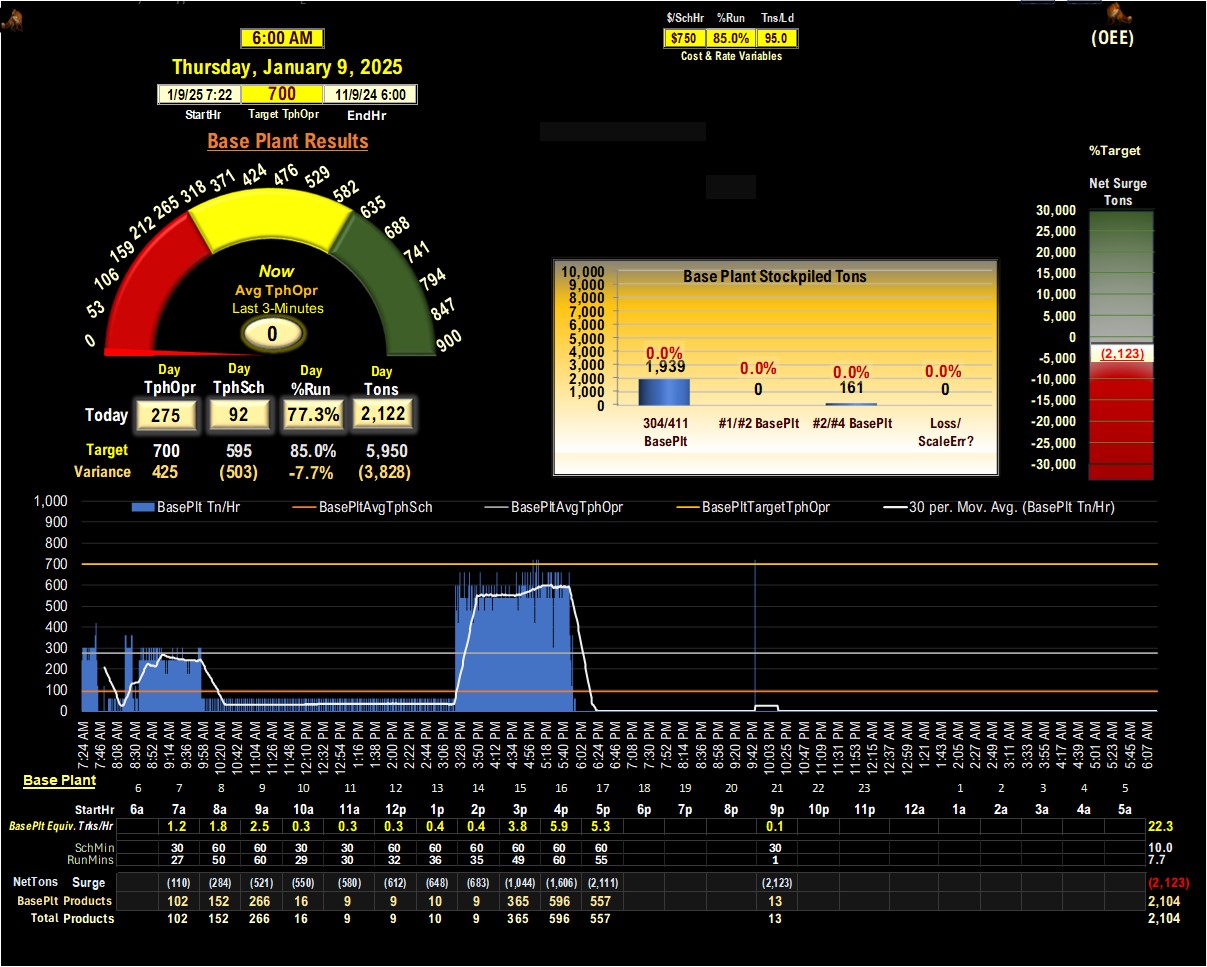 $/SchHr %Run Tns/Ld
$750 85.0% 95.0
Cost & Rate Variables
(OEE)
6:00 AM
Thursday, January 9, 2025
1/9/25 7:22 700 11/9/24 6:00
StartHr Target TphOpr EndHr
Base Plant Results
0 53 106 159 212 265 318 371 424 476 529 582 635 688 741 794 847 900
Now
Avg TphOpr
Last 3-Minutes
0
Day Day Day Day
TphOpr TphSch %Run Tons
Today 275 92 77.3% 2,122
Target 700 595 85.0% 5,950
Variance 425 (503) -7.7% (3,828)
Base Plant Stockpiled Tons
10,000
9,000
8,000
7,000
6,000
5,000
4,000
3,000
2,000
1,000
0
0.0% 0.0% 0.0% 0.0%
1,939 0 161 0
304/411 BasePlt
#1/#2 BasePlt
#2/#4 BasePlt
Loss/ ScaleErr?
%Target
Net Surge
Tons
30,000
25,000
20,000
15,000
10,000
5,000
0
-5,000
-10,000
-15,000
-20,000
-25,000
-30,000
(2,123)
BasePlt Tn/Hr BasePltAvgTphSch BasePltAvgTphOpr BasePltTargetTphOpr 30 per. Mov. Avg. (BasePlt Tn/Hr)
1,000
900
800
700
600
500
400
300
200
100
0
7:24 AM 7:46 AM 8:08 AM 8:30 AM 8:52 AM 9:14 AM 9:36 AM 9:58 AM 10:20 AM 10:42 AM 11:04 AM 11:26 AM 11:48 AM 12:10 PM 12:32 PM 12:54 PM 1:16 PM 1:38 PM 2:00 PM 2:22 PM 2:44 PM 3:06 PM 3:28 PM 3:50 PM 4:12 PM 4:34 PM 4:56 PM 5:18 PM 5:40 PM 6:02 PM 6:24 PM 6:46 PM 7:08 PM 7:30 PM 7:52 PM 8:14 PM 8:36 PM 8:58 PM 9:20 PM 9:42 PM 10:03 PM 10:25 PM 10:47 PM 11:09 PM 11:31 PM 11:53 PM 12:15 AM 12:37 AM 12:59 AM 1:21 AM 1:43 AM 2:05 AM 2:27 AM 2:49 AM 3:11 AM 3:33 AM 3:55 AM 4:17 AM 4:39 AM 5:01 AM 5:23 AM 5:45 AM 6:07 AM
Base Plant
6 7 8 9 10 11 12 13 14 15 16 17 18 19 20 21 22 23 1 2 3 4 5
StartHr 6a 7a 8a 9a 10a 11a 12p 1p 2p 3p 4p 5p 6p 7p 8p 9p 10p 11p 12a 1a 2a 3a 4a 5a
BasePlt Equiv. Trks/Hr 1.2 1.8 2.5 0.3 0.3 0.3 0.4 0.4 3.8 5.9 5.3 0.1 22.3
SchMin 30 60 60 30 30 60 60 60 60 60 60 30 10.0
RunMins 27 50 60 29 30 32 36 35 49 60 55 1 7.7
NetTons Surge (110) (284) (521) (550) (580) (612) (648) (683) (1,044) (1,606) (2,111) (2,123) (2,123)
BasePlt Products 102 152 266 16 9 9 10 9 365 596 557 13 2,104
Total Products 102 152 266 16 9 9 10 9 365 596 557 13 2,104